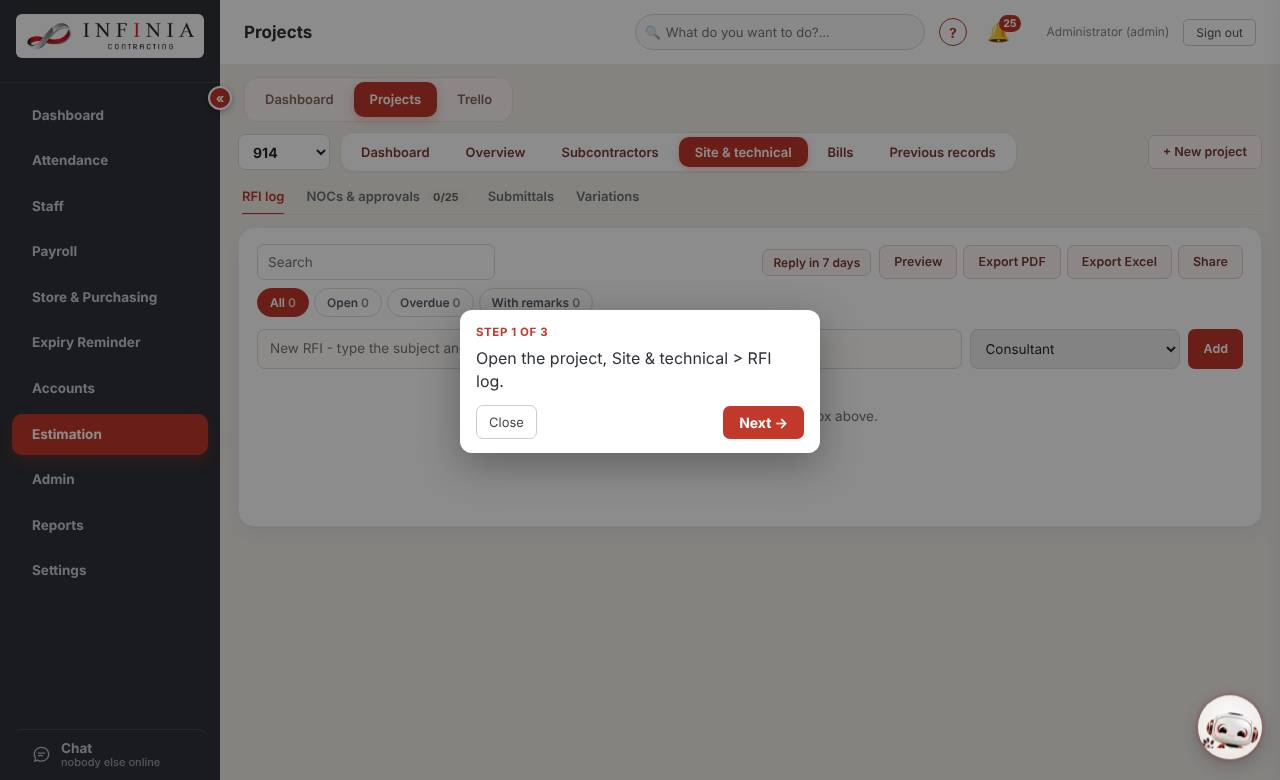 INFINIA
CONTRACTING
Projects
What do you want to do?...
?
25
Administrator (admin)
Sign out
«
Dashboard
Attendance
Staff
Payroll
Store & Purchasing
Expiry Reminder
Accounts
Estimation
Admin
Reports
Settings
Chat
nobody else online
Dashboard Projects Trello
914
Dashboard Overview Subcontractors Site & technical Bills Previous records
+ New project
RFI log NOCs & approvals 0/25 Submittals Variations
Search
Reply in 7 days Preview Export PDF Export Excel Share
All 0 Open 0 Overdue 0 With remarks 0
New RFI - type the subject
Consultant
Add
above.
STEP 1 OF 3
Open the project, Site & technical > RFI
log.
Close
Next →